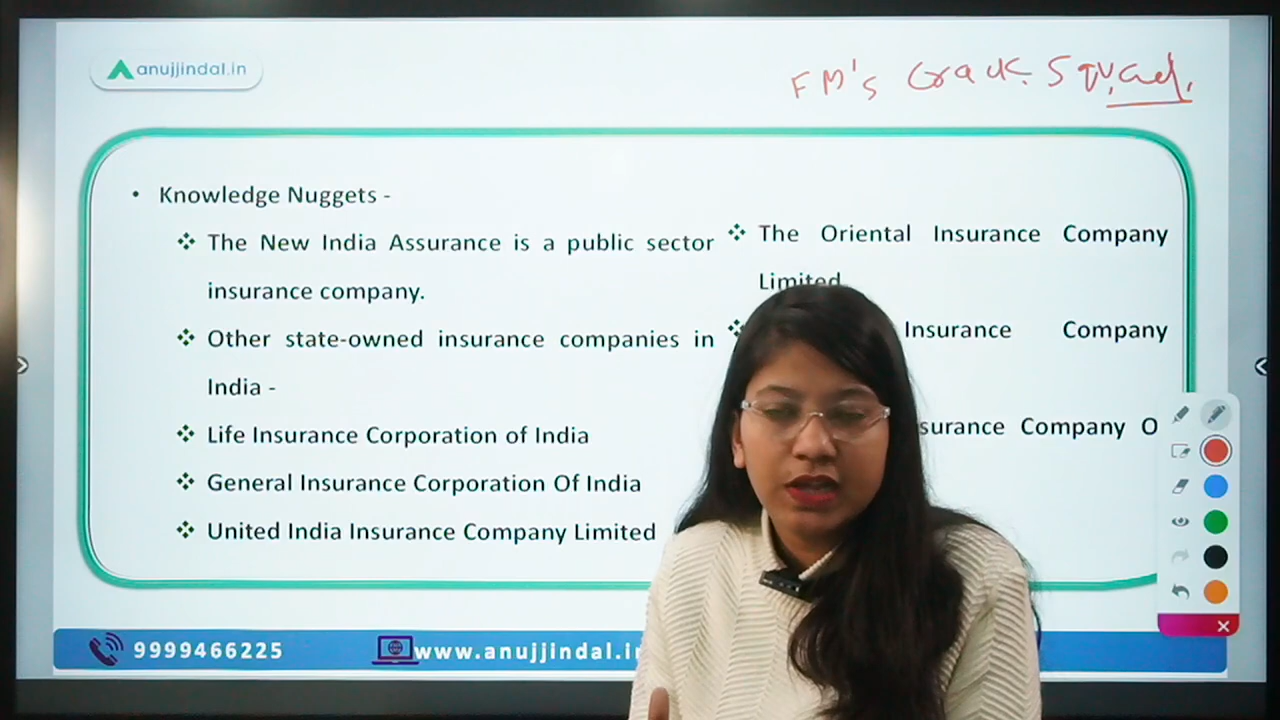 anujjindal.in
FM's Crack Squad.
• Knowledge Nuggets -
❖ The New India Assurance is a public sector
insurance company.
❖ Other state-owned insurance companies in
India -
❖ Life Insurance Corporation of India
❖ General Insurance Corporation Of India
❖ United India Insurance Company Limited
❖ The Oriental Insurance Company
Limited
Insurance Company
surance Company O
9999466225
www.anujjindal.i